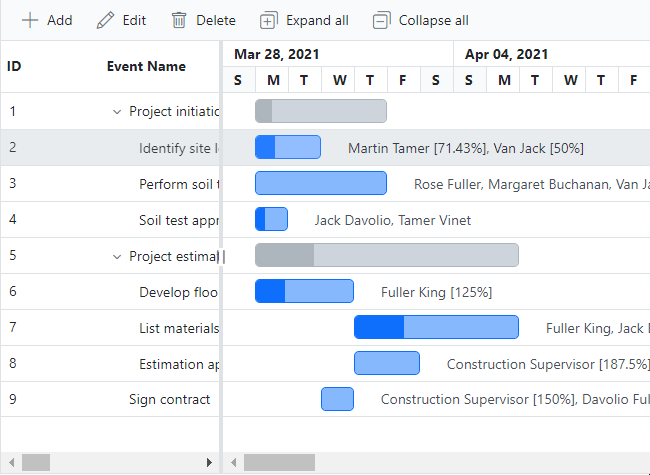 Add Edit Delete Expand all Collapse all
ID Event Name Mar 28, 2021 Apr 04, 2021
S M T W T F S S M T W T F
1 Project initiatio
2 Identify site Martin Tamer [71.43%], Van Jack [50%]
3 Perform soil t Rose Fuller, Margaret Buchanan, Van Ja
4 Soil test appr Jack Davolio, Tamer Vinet
5 Project estima
6 Develop floo Fuller King [125%]
7 List materials Fuller King, Jack D
8 Estimation ap Construction Supervisor [187.5%]
9 Sign contract Construction Supervisor [150%], Davolio Ful